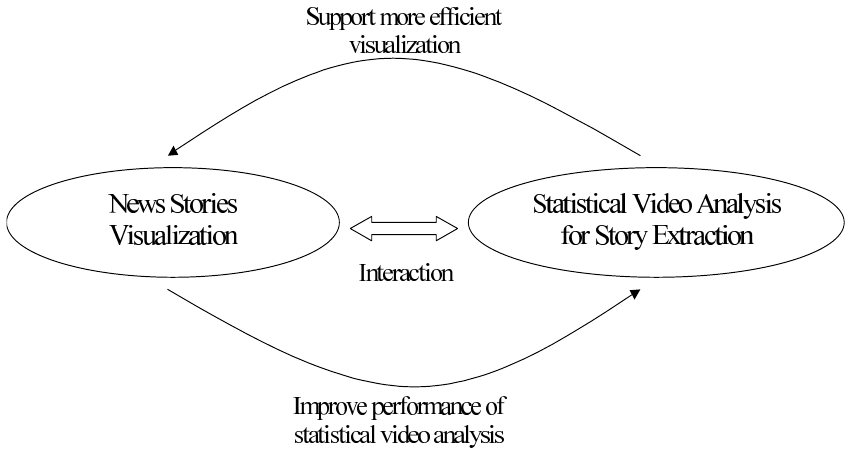 Support more efficient
visualization
News Stories
Visualization
Statistical Video Analysis
for Story Extraction
Interaction
Improve performance of
statistical video analysis